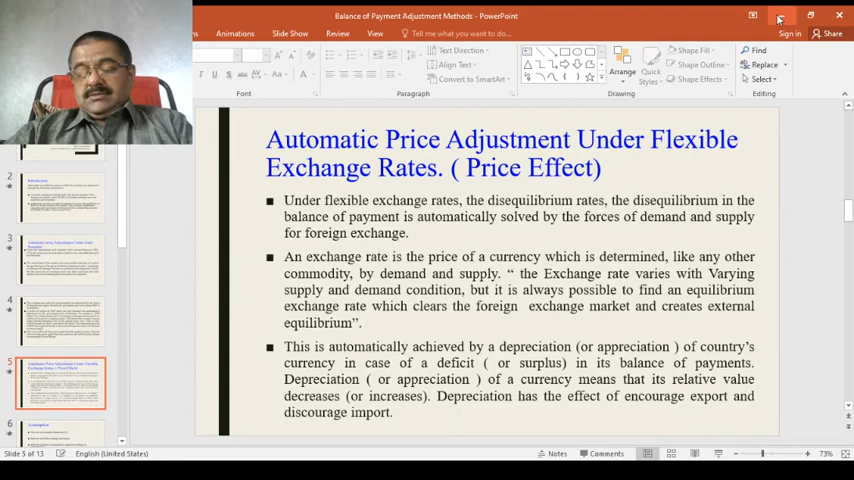 Balance of Payment Adjustment Methods - PowerPoint
Sign in
Share
Animations
Slide Show
Review
View
Tell me what you want to do...
Text Direction
Align Text
Convert to SmartArt
Arrange
Quick
Styles
Shape Fill
Shape Outline
Shape Effects
Find
Replace
Select
Font
Paragraph
Drawing
Editing
Automatic Price Adjustment Under Flexible
Exchange Rates. ( Price Effect)
Under flexible exchange rates, the disequilibrium rates, the disequilibrium in the
balance of payment is automatically solved by the forces of demand and supply
for foreign exchange.
An exchange rate is the price of a currency which is determined, like any other
commodity, by demand and supply. “ the Exchange rate varies with Varying
supply and demand condition, but it is always possible to find an equilibrium
exchange rate which clears the foreign exchange market and creates external
equilibrium”.
This is automatically achieved by a depreciation (or appreciation ) of country’s
currency in case of a deficit ( or surplus) in its balance of payments.
Depreciation ( or appreciation ) of a currency means that its relative value
decreases (or increases). Depreciation has the effect of encourage export and
discourage import.
2
3
4
5
6
Slide 5 of 13
English (United States)
Notes
Comments
73%